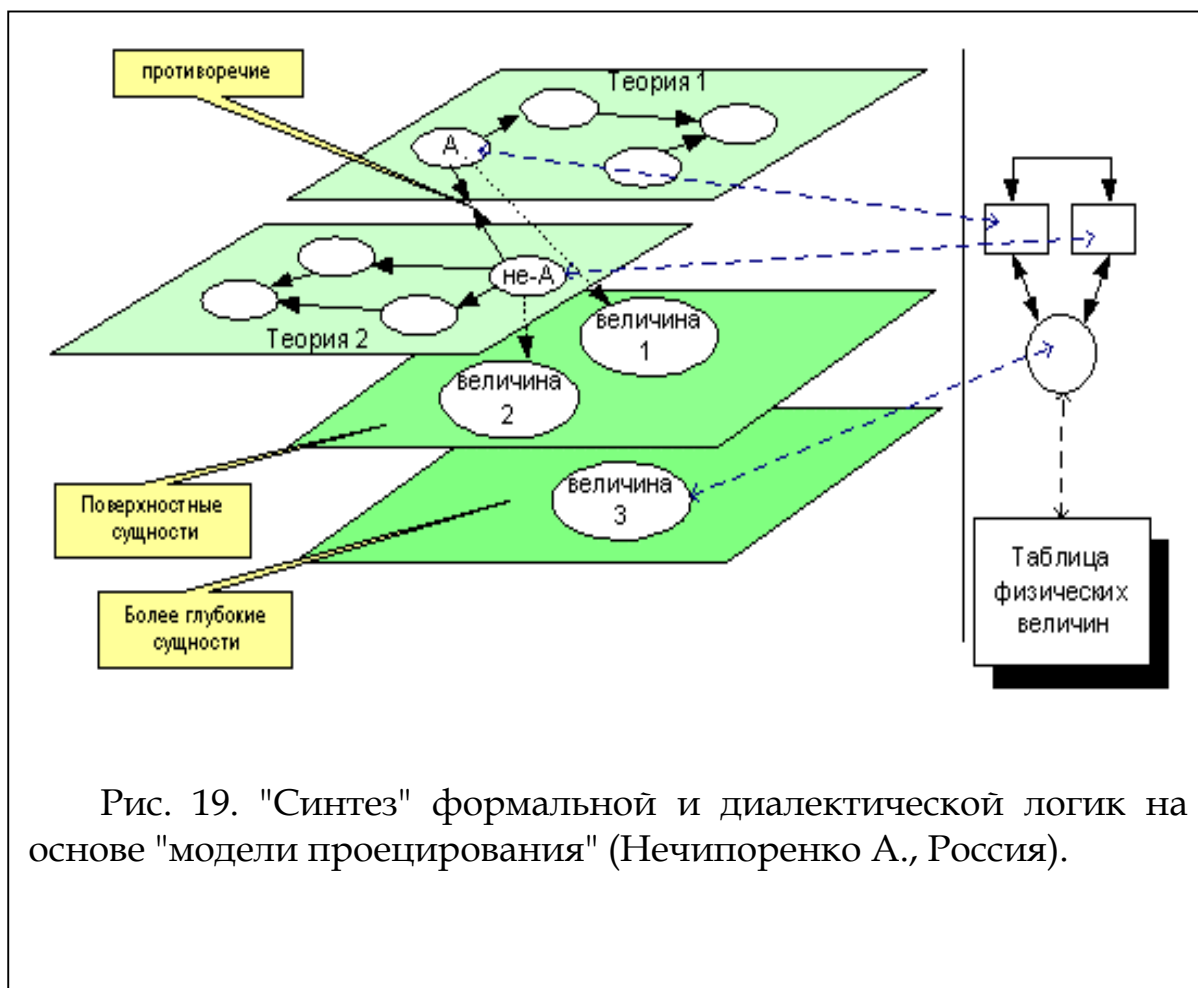 противоречие
Теория 1
А
не-А
Теория 2
величина
1
величина
2
величина
3
Поверхностные
сущности
Более глубокие
сущности
Таблица
физических
величин
Рис. 19. "Синтез" формальной и диалектической логик на
основе "модели проецирования" (Нечипоренко А., Россия).